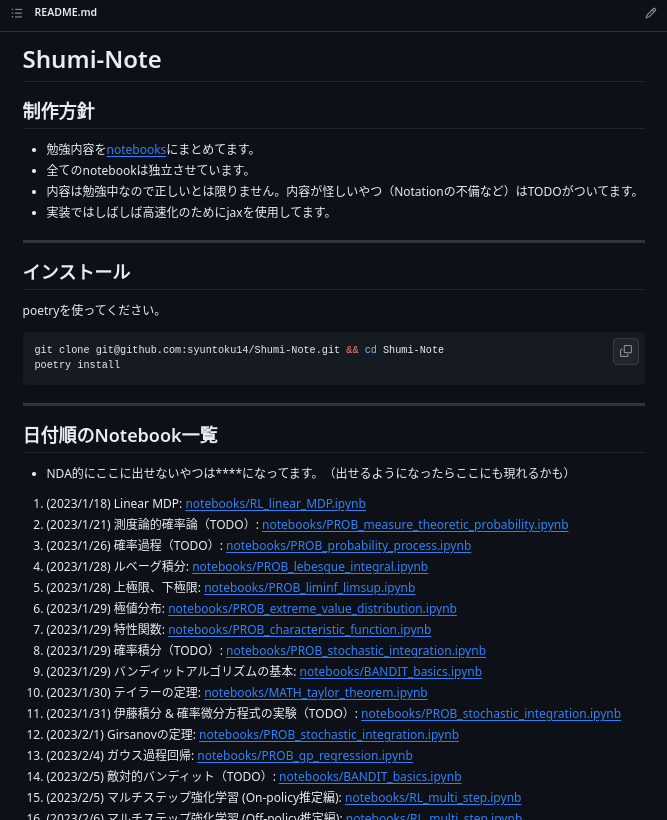 README.md
Shumi-Note
制作方針
勉強内容をnotebooksにまとめてます。
全てのnotebookは独立させています。
内容は勉強中なので正しいとは限りません。内容が怪しいやつ（Notationの不備など）はTODOがついてます。
実装ではしばしば高速化のためにjaxを使用してます。
インストール
poetryを使ってください。
git clone git@github.com:syuntoku14/Shumi-Note.git && cd Shumi-Note
poetry install
日付順のNotebook一覧
NDA的にここに出せないやつは****になってます。（出せるようになったらここにも現れるかも）
1. (2023/1/18) Linear MDP: notebooks/RL_linear_MDP.ipynb
2. (2023/1/21) 測度論的確率論（TODO）: notebooks/PROB_measure_theoretic_probability.ipynb
3. (2023/1/26) 確率過程（TODO）: notebooks/PROB_probability_process.ipynb
4. (2023/1/28) ルベーグ積分: notebooks/PROB_lebesque_integral.ipynb
5. (2023/1/28) 上極限、下極限: notebooks/PROB_liminf_limsup.ipynb
6. (2023/1/29) 極値分布: notebooks/PROB_extreme_value_distribution.ipynb
7. (2023/1/29) 特性関数: notebooks/PROB_characteristic_function.ipynb
8. (2023/1/29) 確率積分（TODO）: notebooks/PROB_stochastic_integration.ipynb
9. (2023/1/29) バンディットアルゴリズムの基本: notebooks/BANDIT_basics.ipynb
10. (2023/1/30) テイラーの定理: notebooks/MATH_taylor_theorem.ipynb
11. (2023/1/31) 伊藤積分 & 確率微分方程式の実験（TODO）: notebooks/PROB_stochastic_integration.ipynb
12. (2023/2/1) Girsanovの定理: notebooks/PROB_stochastic_integration.ipynb
13. (2023/2/4) ガウス過程回帰: notebooks/PROB_gp_regression.ipynb
14. (2023/2/5) 敵対的バンディット（TODO）: notebooks/BANDIT_basics.ipynb
15. (2023/2/5) マルチステップ強化学習 (On-policy推定編): notebooks/RL_multi_step.ipynb
16. (2023/2/6) マルチステップ強化学習 (Off-policy推定編): notebooks/RL_multi_step.ipynb